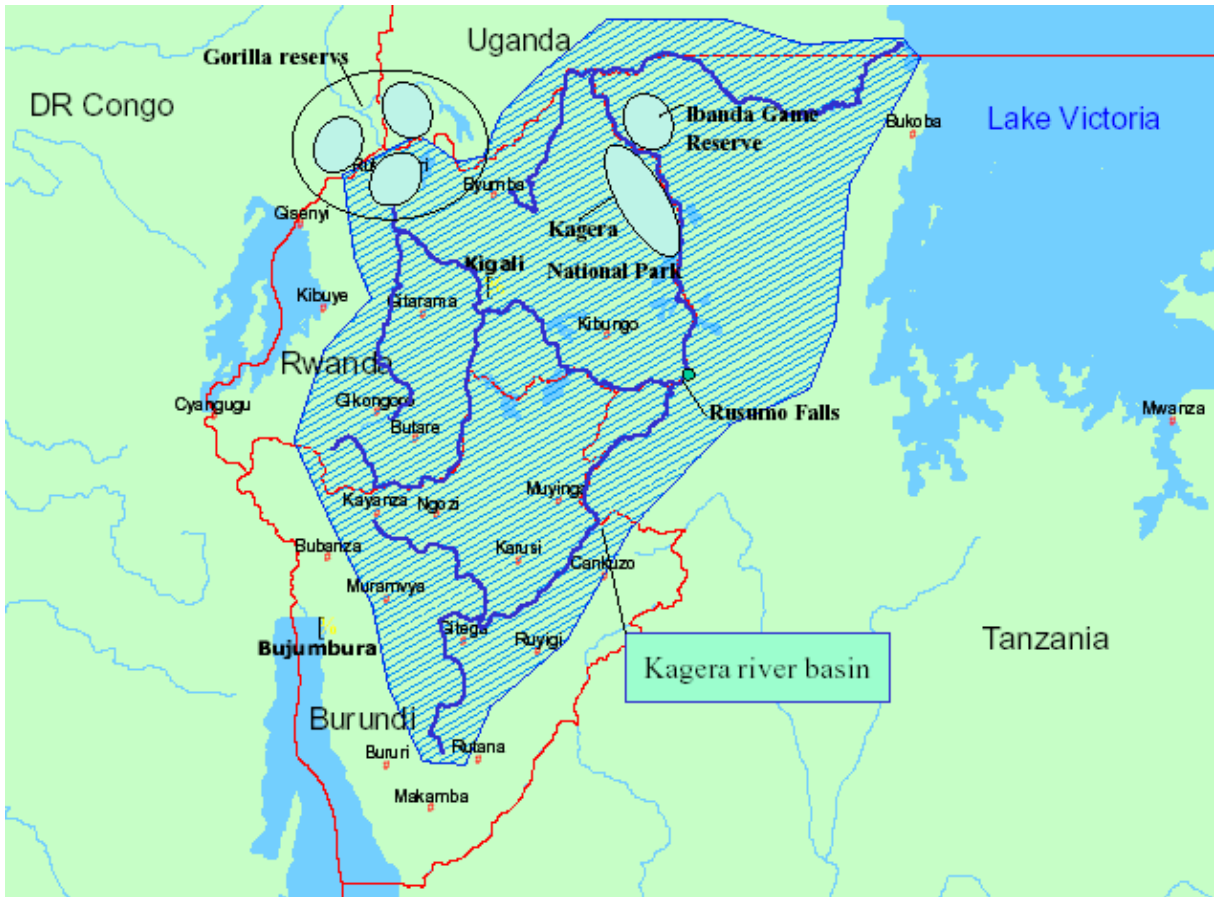 Uganda
Gorilla reservs
DR Congo
Ibanda Game
Reserve
Lake Victoria
Bukoba
Byumba
Gisenyi
Kagera
National Park
Kigali
Kibuye
Gitarama
Kibungo
Rwanda
Cyangugu
Gikongoro
Rusumo Falls
Mwanza
Butare
Kayanza
Ngozi
Muyinga
Bubanza
Karusi
Cankuzo
Muramvya
Gitega
Ruyigi
Bujumbura
Tanzania
Kagera river basin
Burundi
Bururi
Rutana
Makamba